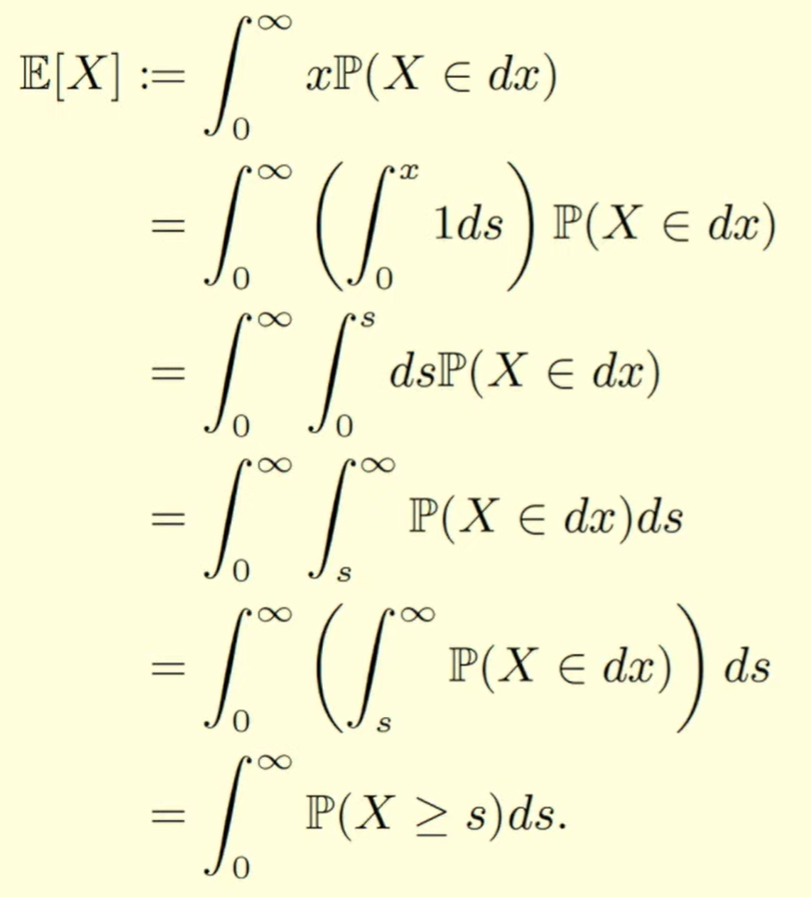 𝔼[X] := ∫_0^∞ xℙ(X ∈ dx)
= ∫_0^∞ (∫_0^x 1ds) ℙ(X ∈ dx)
= ∫_0^∞ ∫_0^s dsℙ(X ∈ dx)
= ∫_0^∞ ∫_s^∞ ℙ(X ∈ dx)ds
= ∫_0^∞ (∫_s^∞ ℙ(X ∈ dx)) ds
= ∫_0^∞ ℙ(X ≥ s)ds.